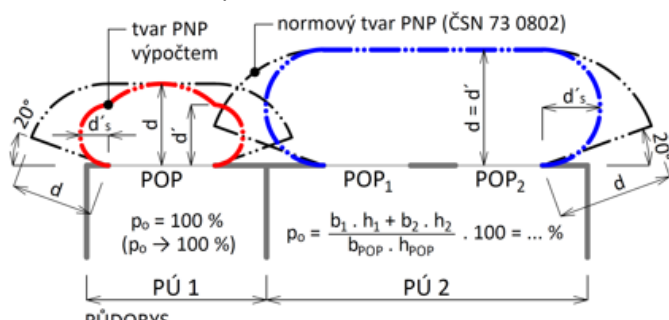 tvar PNP
výpočtem
normový tvar PNP (ČSN 73 0802)
20°
d
d´s
d
d´
d = d´
d´s
20°
d
POP
POP1
POP2
po = 100 %
(po → 100 %)
po = b1 . h1 + b2 . h2 / bPOP . hPOP . 100 = ... %
PÚ 1
PÚ 2
PŮDORYS